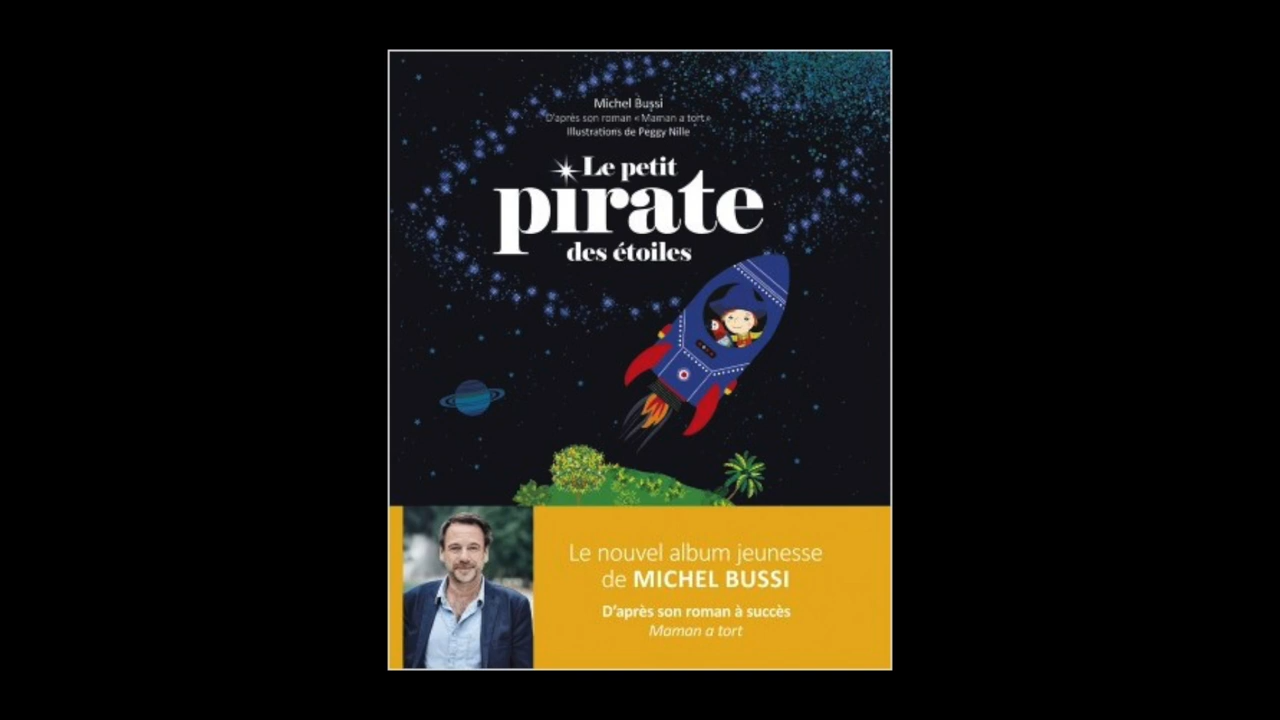 Michel Bussi
D'après son roman « Maman a tort »
Illustrations de Peggy Nille
Le petit
pirate
des étoiles
Le nouvel album jeunesse
de MICHEL BUSSI
D'après son roman à succès
Maman a tort